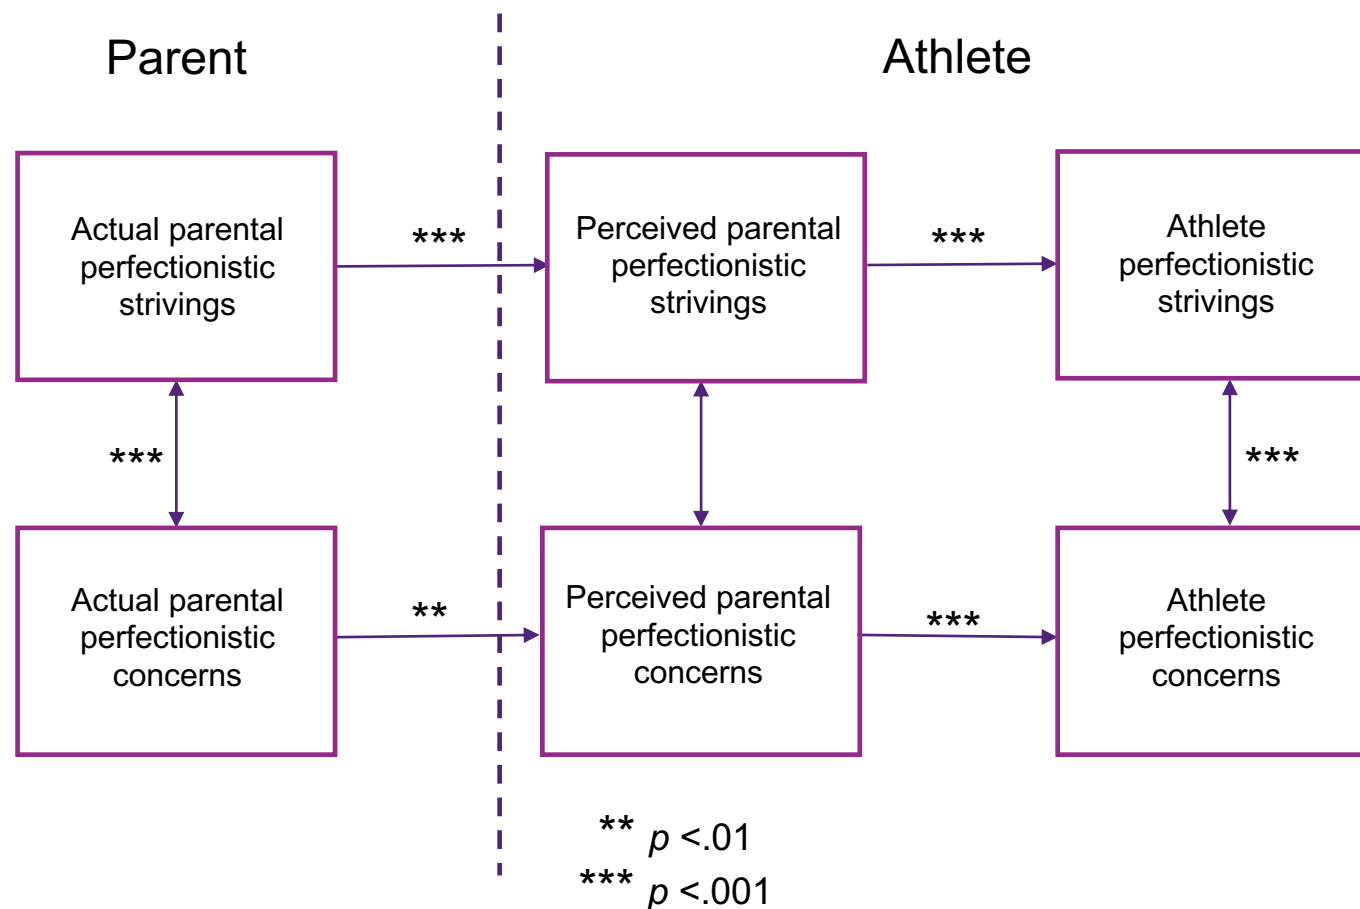 Parent
Athlete
Actual parental
perfectionistic
strivings
***
Perceived parental
perfectionistic
strivings
***
Athlete
perfectionistic
strivings
***
***
Actual parental
perfectionistic
concerns
**
Perceived parental
perfectionistic
concerns
***
Athlete
perfectionistic
concerns
** p <.01
*** p <.001